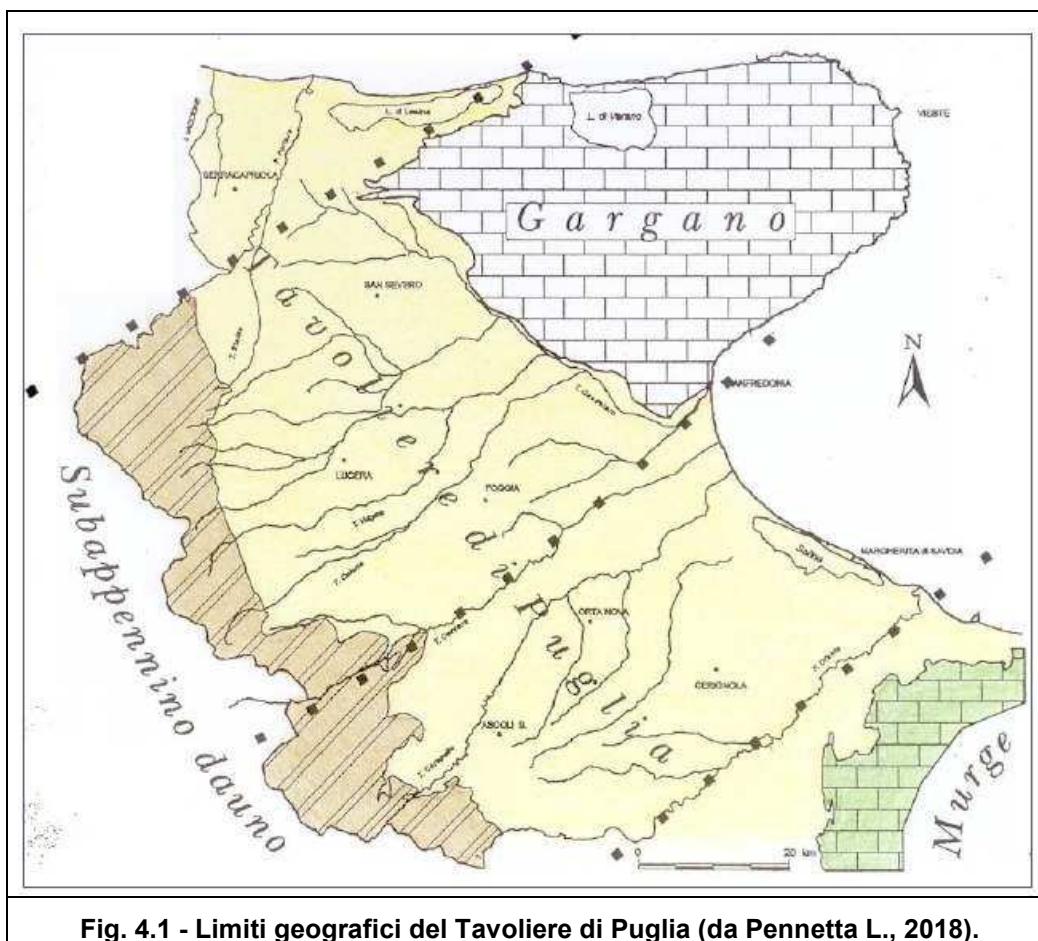 L. di Lesina
L. di Varano
VIESTE
SERRACAPRIOLA
Gargano
SAN SEVERO
N
MANFREDONIA
Tavoliere di Puglia
LUCERA
FOGGIA
T. Cervaro
Saline
MARGHERITA di SAVOIA
ORTA NOVA
CERIGNOLA
ASCOLI S.
Subappennino dauno
Murge
0 20 km
Fig. 4.1 - Limiti geografici del Tavoliere di Puglia (da Pennetta L., 2018).